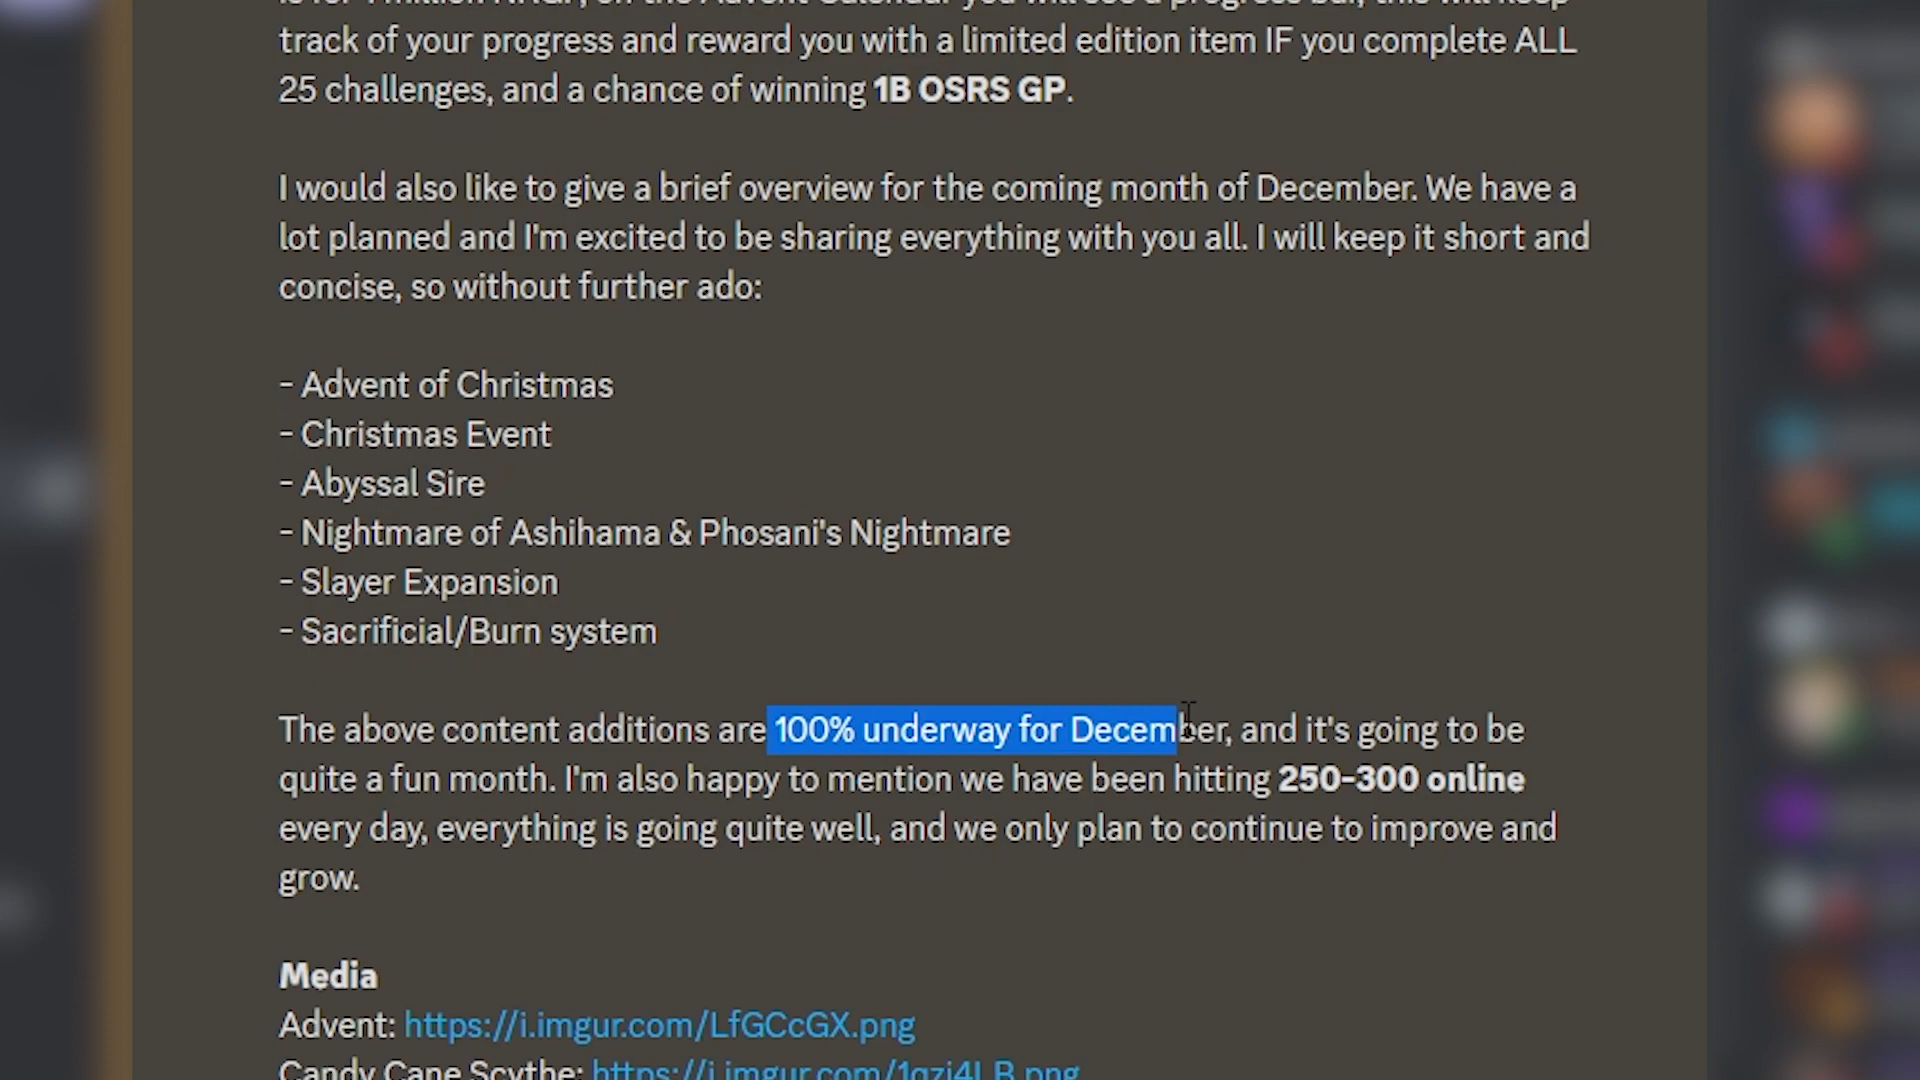 track of your progress and reward you with a limited edition item IF you complete ALL
25 challenges, and a chance of winning 1B OSRS GP.
I would also like to give a brief overview for the coming month of December. We have a
lot planned and I'm excited to be sharing everything with you all. I will keep it short and
concise, so without further ado:
- Advent of Christmas
- Christmas Event
- Abyssal Sire
- Nightmare of Ashihama & Phosani's Nightmare
- Slayer Expansion
- Sacrificial/Burn system
The above content additions are 100% underway for December, and it's going to be
quite a fun month. I'm also happy to mention we have been hitting 250-300 online
every day, everything is going quite well, and we only plan to continue to improve and
grow.
Media
Advent: https://i.imgur.com/LfGCcGX.png
Candy Cane Scythe: